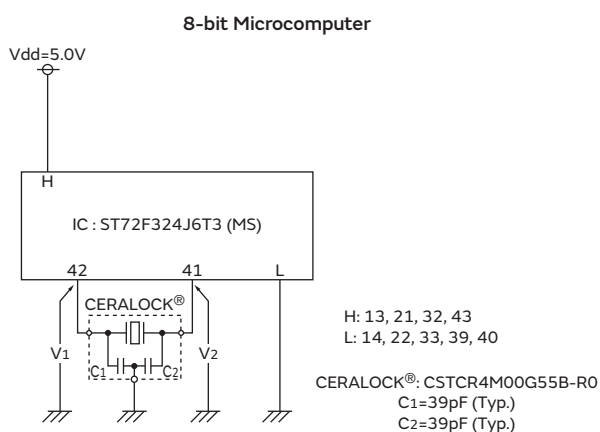 8-bit Microcomputer
Vdd=5.0V
H
IC : ST72F324J6T3 (MS)
42 41 L
CERALOCK®
V1 V2
C1 C2
H: 13, 21, 32, 43
L: 14, 22, 33, 39, 40
CERALOCK®: CSTCR4M00G55B-R0
C1=39pF (Typ.)
C2=39pF (Typ.)